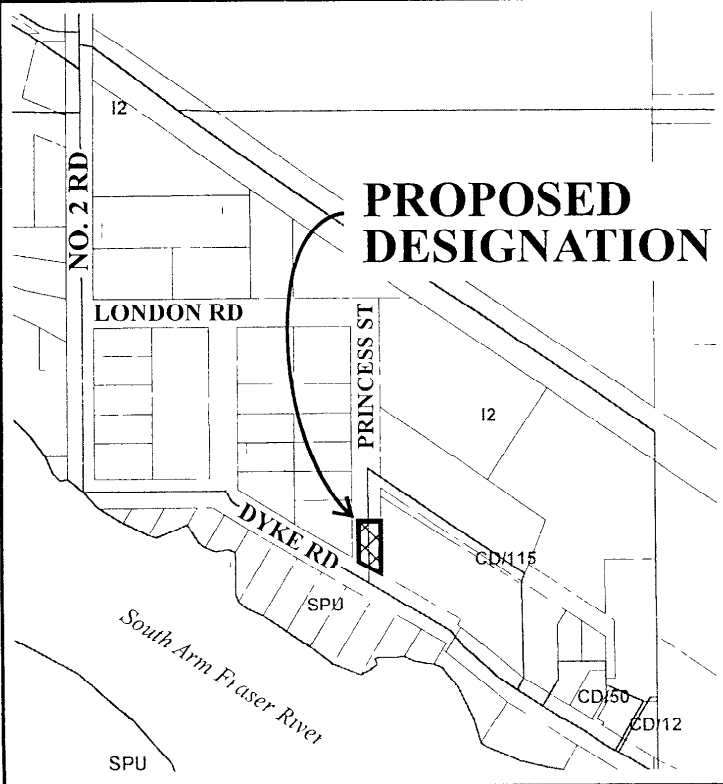 I2
NO. 2 RD
PROPOSED
DESIGNATION
LONDON RD
PRINCESS ST
I2
DYKE RD
CD/115
SPU
South Arm Fraser River
CD/50
CD/12
SPU